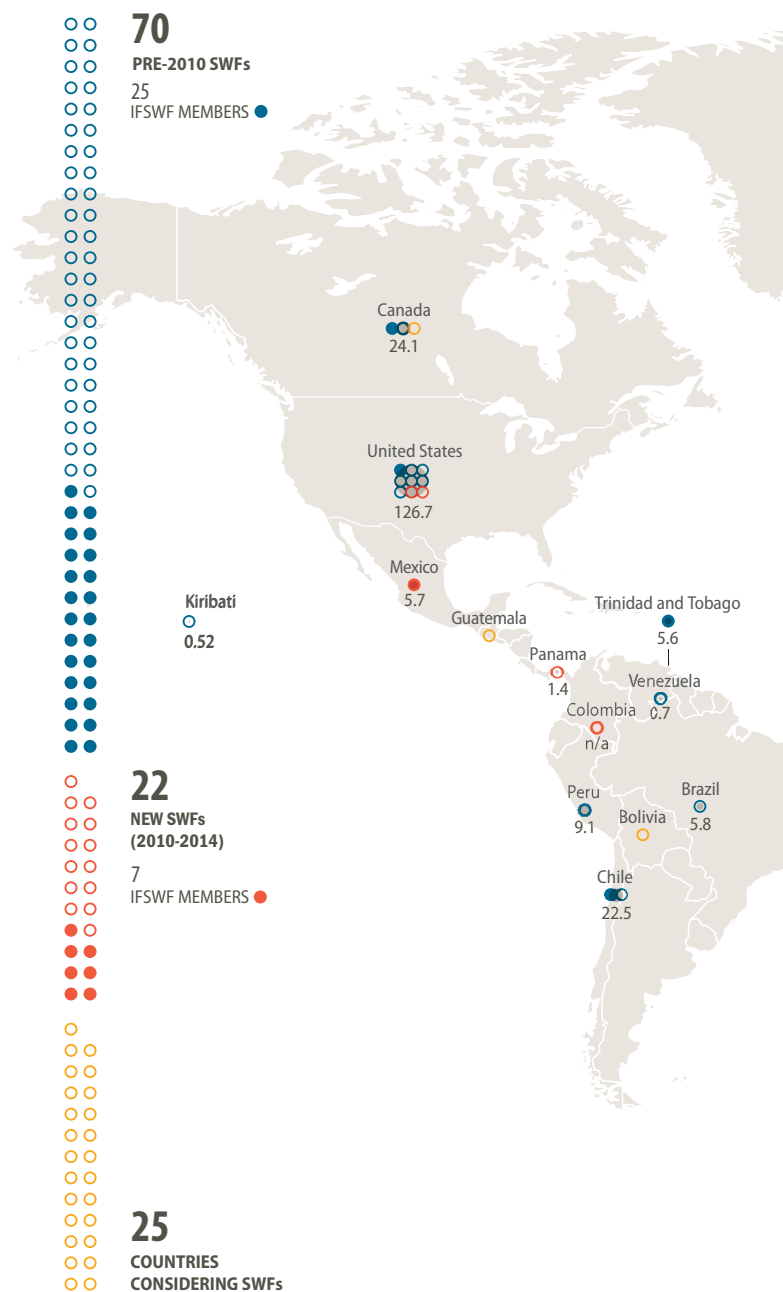 70
PRE-2010 SWFs
25
IFSWF MEMBERS
Canada
24.1
United States
126.7
Mexico
5.7
Kiribati
0.52
Guatemala
Trinidad and Tobago
5.6
Panama
1.4
Venezuela
0.7
Colombia
n/a
Peru
9.1
Brazil
5.8
Bolivia
Chile
22.5
22
NEW SWFs
(2010-2014)
7
IFSWF MEMBERS
25
COUNTRIES
CONSIDERING SWFs